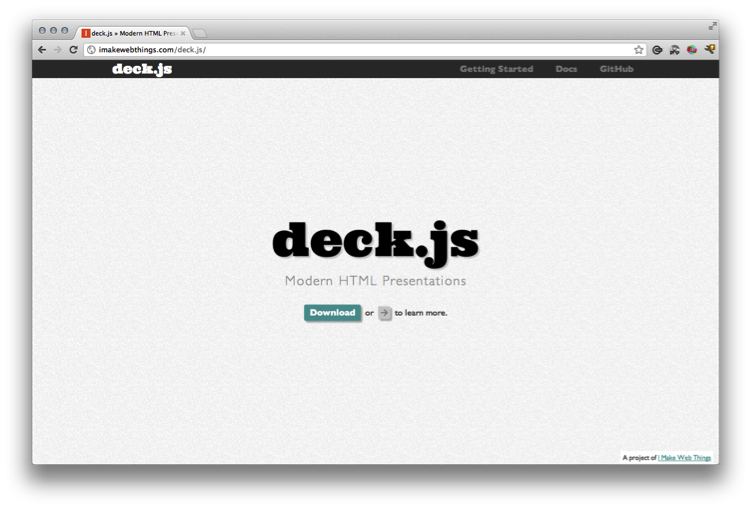 deck.js » Modern HTML Pres
imakewebthings.com/deck.js/
deck.js
Getting Started
Docs
GitHub
deck.js
Modern HTML Presentations
Download or → to learn more.
A project of I Make Web Things